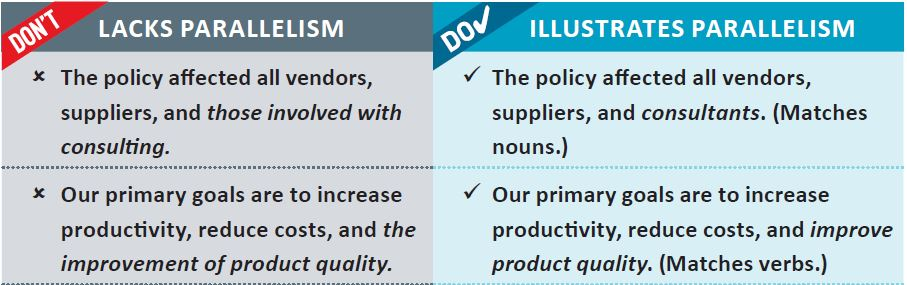 DON'T LACKS PARALLELISM
✗ The policy affected all vendors,
suppliers, and those involved with
consulting.
✗ Our primary goals are to increase
productivity, reduce costs, and the
improvement of product quality.
DO✓ ILLUSTRATES PARALLELISM
✓ The policy affected all vendors,
suppliers, and consultants. (Matches
nouns.)
✓ Our primary goals are to increase
productivity, reduce costs, and improve
product quality. (Matches verbs.)